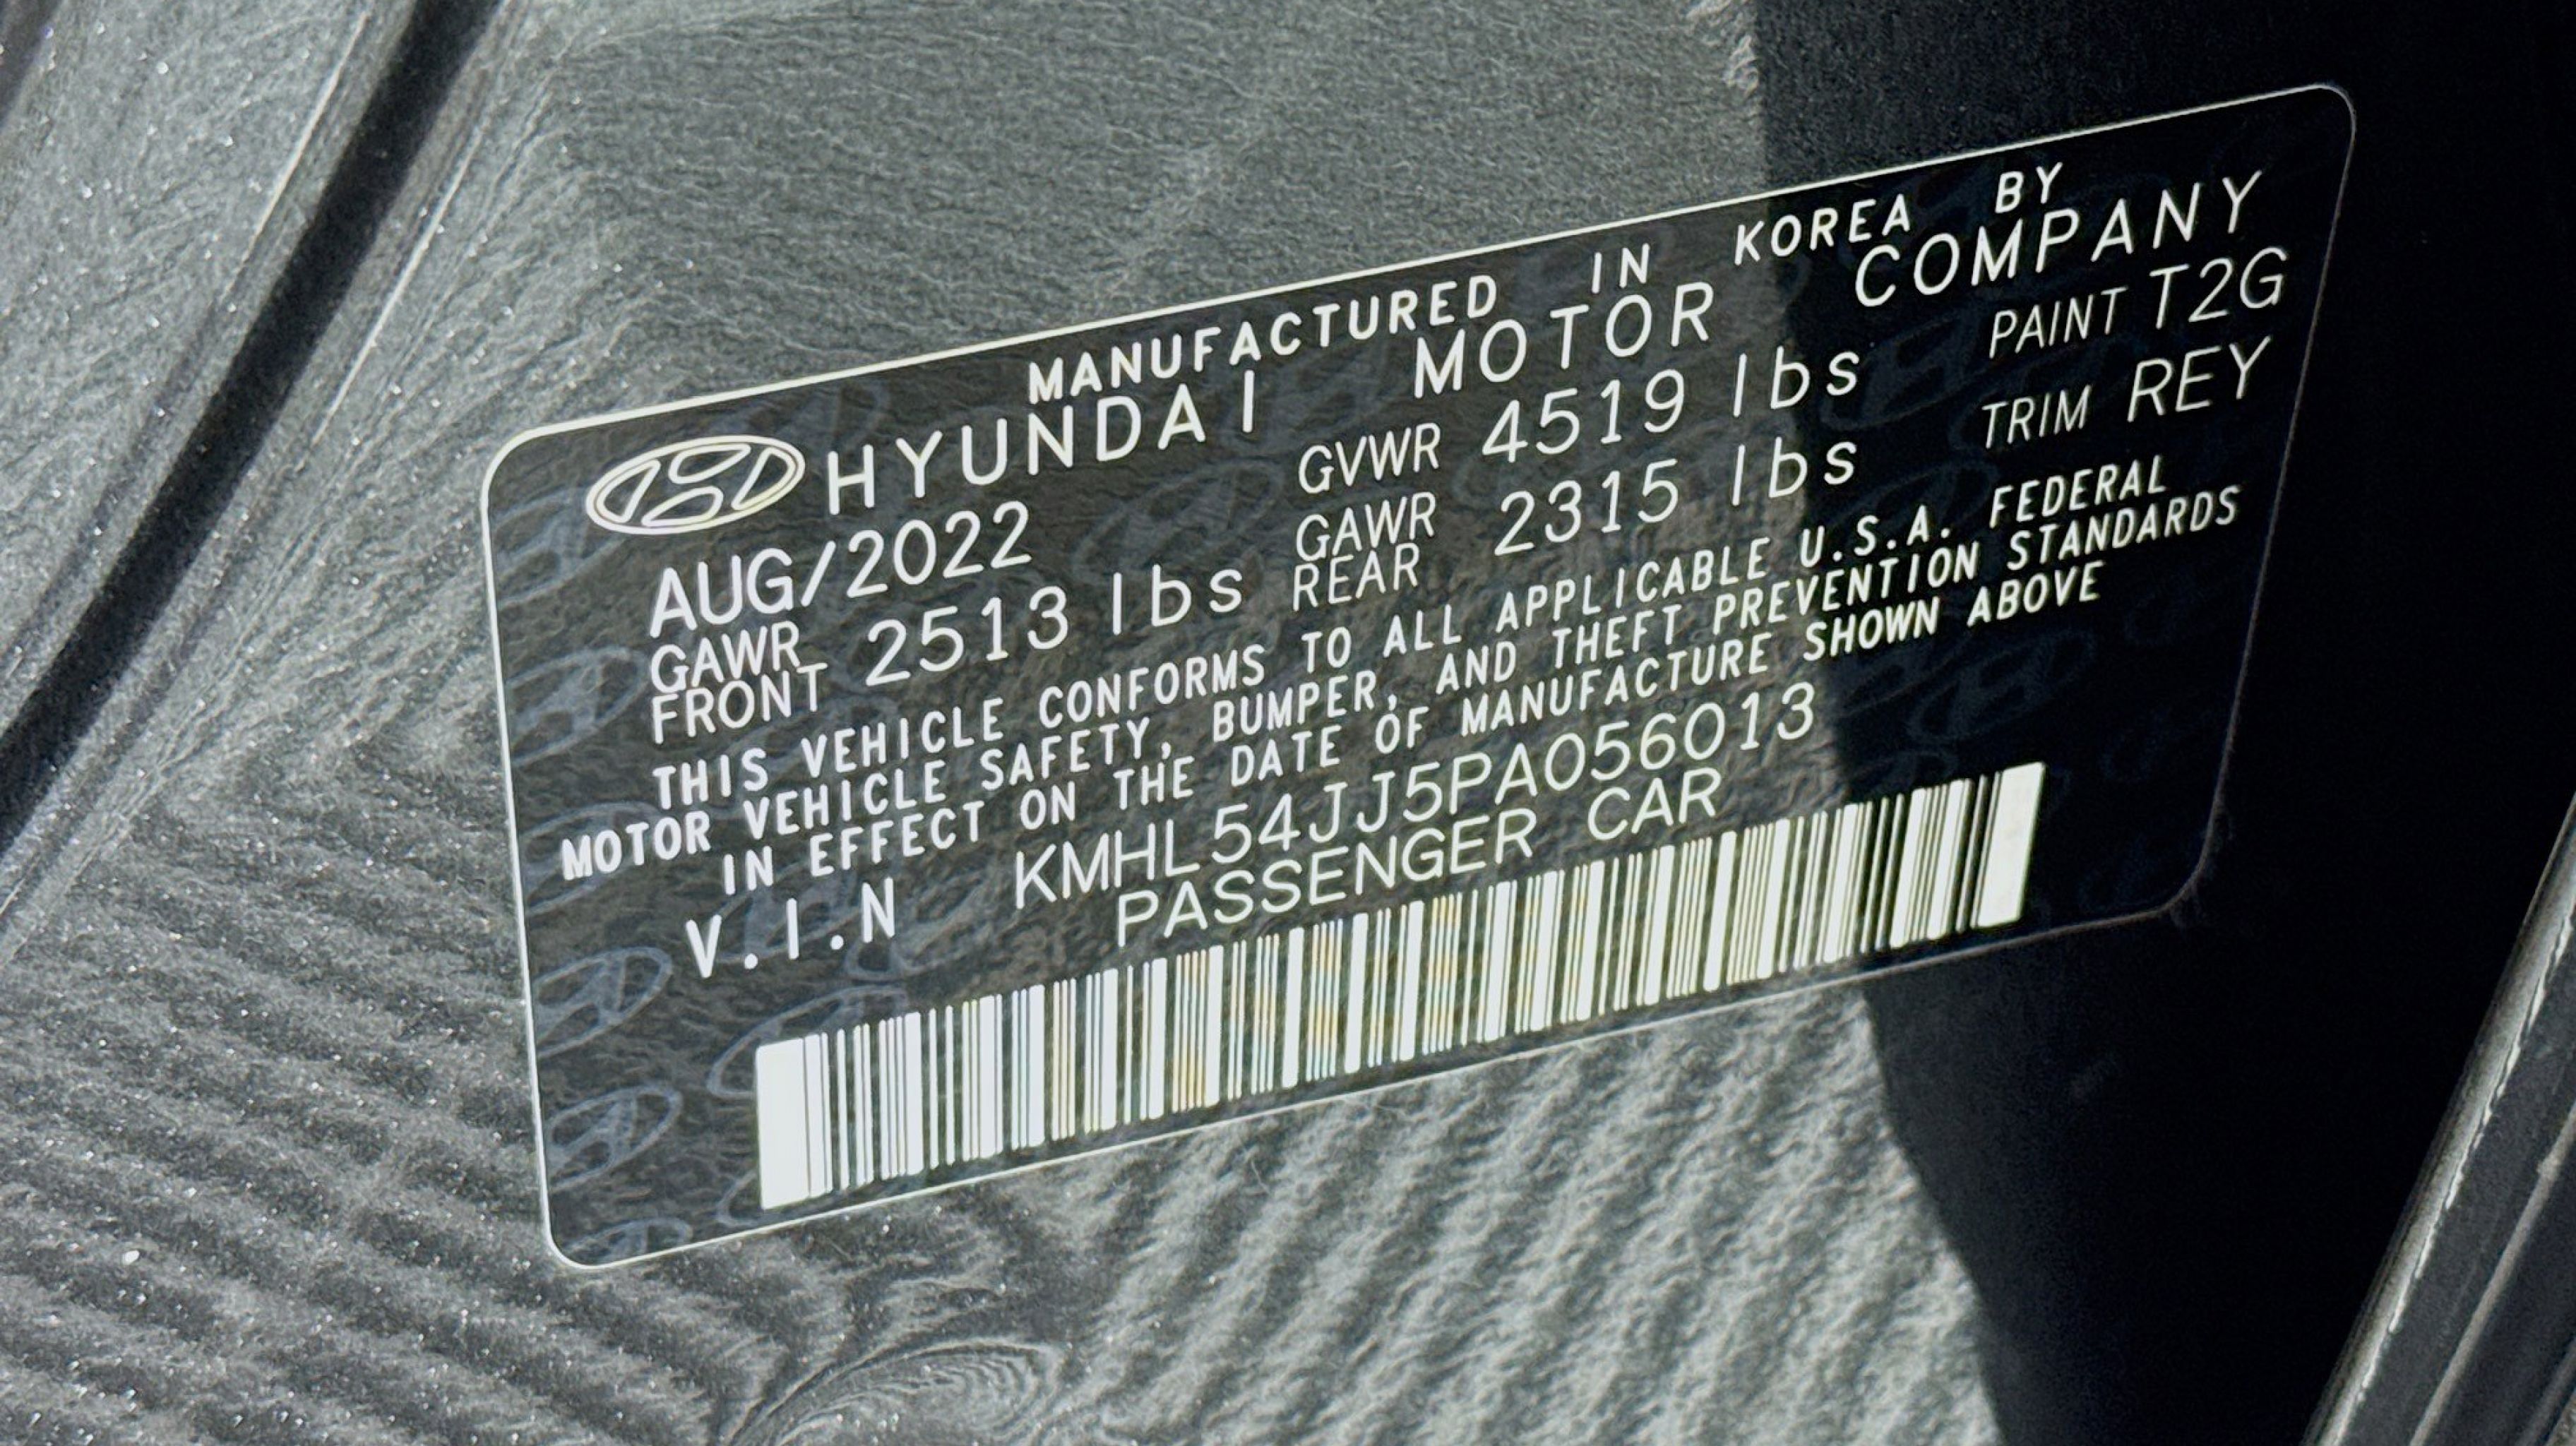 MANUFACTURED IN KOREA BY
HYUNDAI MOTOR COMPANY
AUG/2022 GVWR 4519 lbs PAINT T2G
GAWR FRONT 2513 lbs GAWR REAR 2315 lbs TRIM REY
THIS VEHICLE CONFORMS TO ALL APPLICABLE U.S.A. FEDERAL
MOTOR VEHICLE SAFETY, BUMPER, AND THEFT PREVENTION STANDARDS
IN EFFECT ON THE DATE OF MANUFACTURE SHOWN ABOVE
V.I.N KMHL54JJ5PA056013
PASSENGER CAR